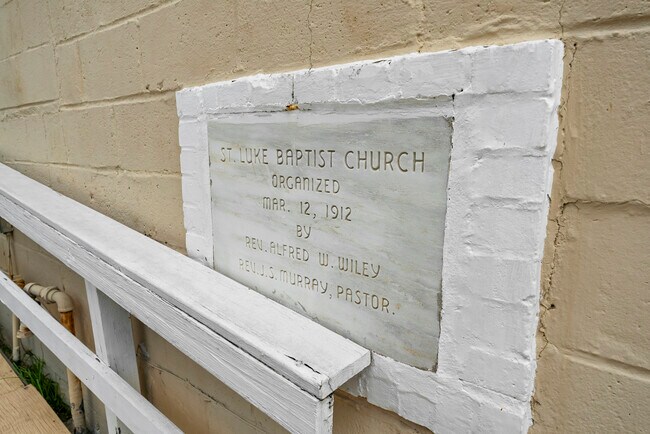 ST. LUKE BAPTIST CHURCH
ORGANIZED
MAR. 12, 1912
BY
REV. ALFRED W. WILEY
REV. J.S. MURRAY, PASTOR.